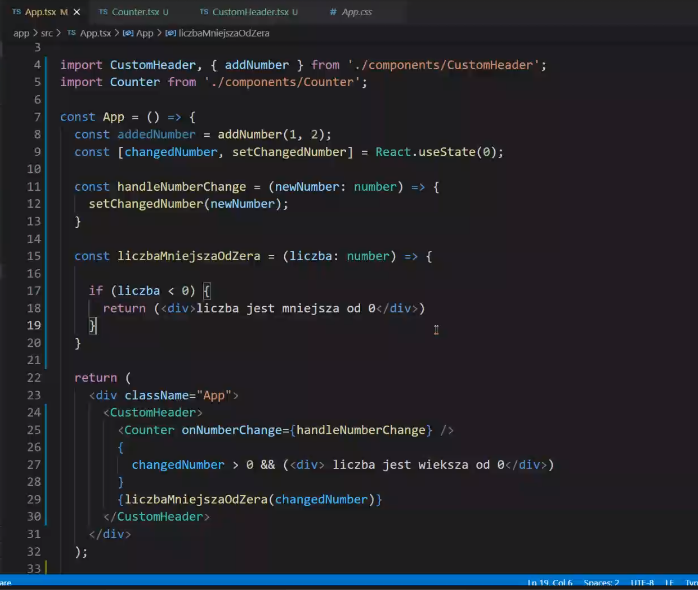 TS App.tsx M × TS Counter.tsx U TS CustomHeader.tsx U # App.css
app > src > TS App.tsx > App > liczbaMniejszaOdZera
3
4 import CustomHeader, { addNumber } from './components/CustomHeader';
5 import Counter from './components/Counter';
6
7 const App = () => {
8 const addedNumber = addNumber(1, 2);
9 const [changedNumber, setChangedNumber] = React.useState(0);
10
11 const handleNumberChange = (newNumber: number) => {
12 setChangedNumber(newNumber);
13 }
14
15 const liczbaMniejszaOdZera = (liczba: number) => {
16
17 if (liczba < 0) {
18 return (<div>liczba jest mniejsza od 0</div>)
19 }
20 }
21
22 return (
23 <div className="App">
24 <CustomHeader>
25 <Counter onNumberChange={handleNumberChange} />
26 {
27 changedNumber > 0 && (<div> liczba jest wieksza od 0</div>)
28 }
29 {liczbaMniejszaOdZera(changedNumber)}
30 </CustomHeader>
31 </div>
32 );
33
Ln 19, Col 6 Spaces: 2 UTF-8 LF